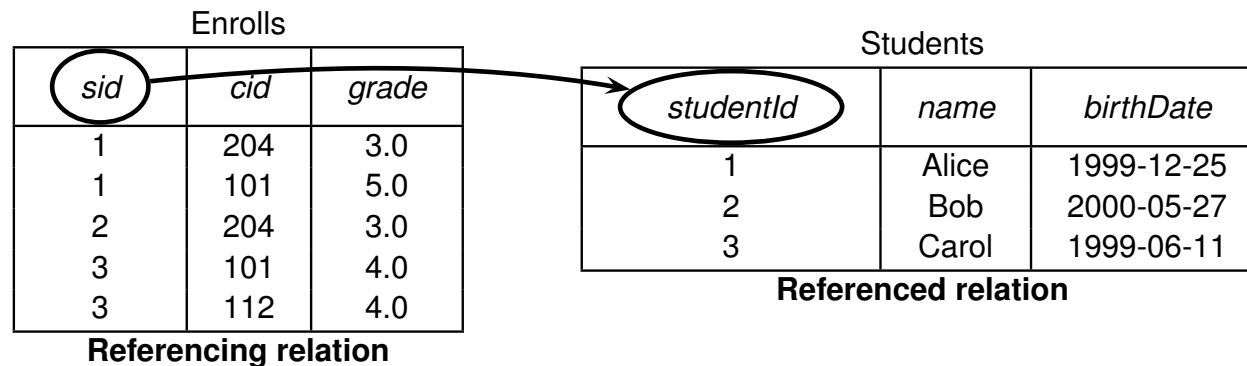 Enrolls
sid cid grade
1 204 3.0
1 101 5.0
2 204 3.0
3 101 4.0
3 112 4.0
Referencing relation
Students
studentId name birthDate
1 Alice 1999-12-25
2 Bob 2000-05-27
3 Carol 1999-06-11
Referenced relation